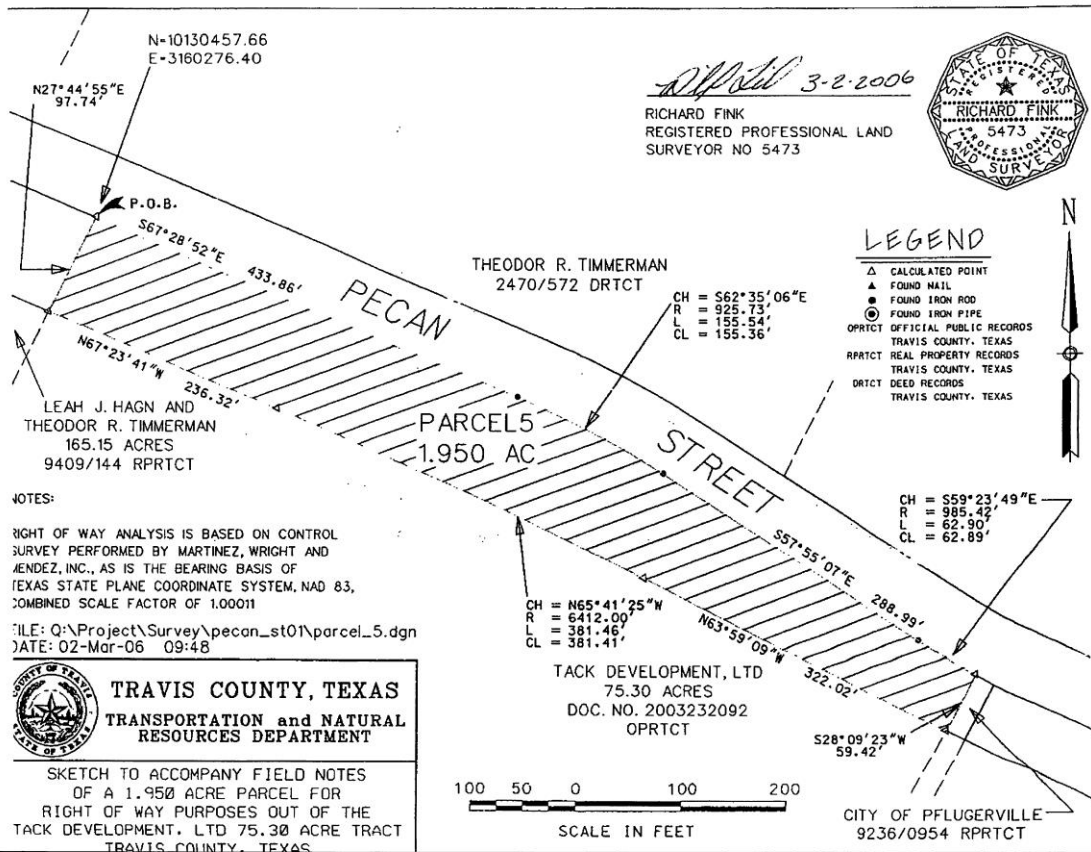 N=10130457.66
E=3160276.40
N27°44'55"E
97.74'
3-2-2006
RICHARD FINK
REGISTERED PROFESSIONAL LAND
SURVEYOR NO 5473
STATE OF TEXAS
REGISTERED
RICHARD FINK
5473
PROFESSIONAL
LAND SURVEYOR
P.O.B.
S67°28'52"E 433.86'
PECAN STREET
THEODOR R. TIMMERMAN
2470/572 DRTCT
CH = S62°35'06"E
R = 925.73'
L = 155.54'
CL = 155.36'
N
LEGEND
CALCULATED POINT
FOUND NAIL
FOUND IRON ROD
FOUND IRON PIPE
OPRTCT OFFICIAL PUBLIC RECORDS
TRAVIS COUNTY, TEXAS
RPRTCT REAL PROPERTY RECORDS
TRAVIS COUNTY, TEXAS
DRTCT DEED RECORDS
TRAVIS COUNTY, TEXAS
N67°23'41"W 236.32'
LEAH J. HAGN AND
THEODOR R. TIMMERMAN
165.15 ACRES
9409/144 RPRTCT
PARCEL5
1.950 AC
S57°55'07"E 288.99'
CH = S59°23'49"E
R = 985.42'
L = 62.90'
CL = 62.89'
CH = N65°41'25"W
R = 6412.00'
L = 381.46'
CL = 381.41'
N63°59'09"W 322.02'
TACK DEVELOPMENT, LTD
75.30 ACRES
DOC. NO. 2003232092
OPRTCT
S28°09'23"W
59.42'
CITY OF PFLUGERVILLE
9236/0954 RPRTCT
NOTES:
RIGHT OF WAY ANALYSIS IS BASED ON CONTROL
SURVEY PERFORMED BY MARTINEZ, WRIGHT AND
MENDEZ, INC., AS IS THE BEARING BASIS OF
TEXAS STATE PLANE COORDINATE SYSTEM, NAD 83,
COMBINED SCALE FACTOR OF 1.00011
FILE: Q:\Project\Survey\pecan_st01\parcel_5.dgn
DATE: 02-Mar-06 09:48
COUNTY OF TRAVIS
STATE OF TEXAS
TRAVIS COUNTY, TEXAS
TRANSPORTATION and NATURAL
RESOURCES DEPARTMENT
SKETCH TO ACCOMPANY FIELD NOTES
OF A 1.950 ACRE PARCEL FOR
RIGHT OF WAY PURPOSES OUT OF THE
TACK DEVELOPMENT, LTD 75.30 ACRE TRACT
TRAVIS COUNTY, TEXAS
100 50 0 100 200
SCALE IN FEET